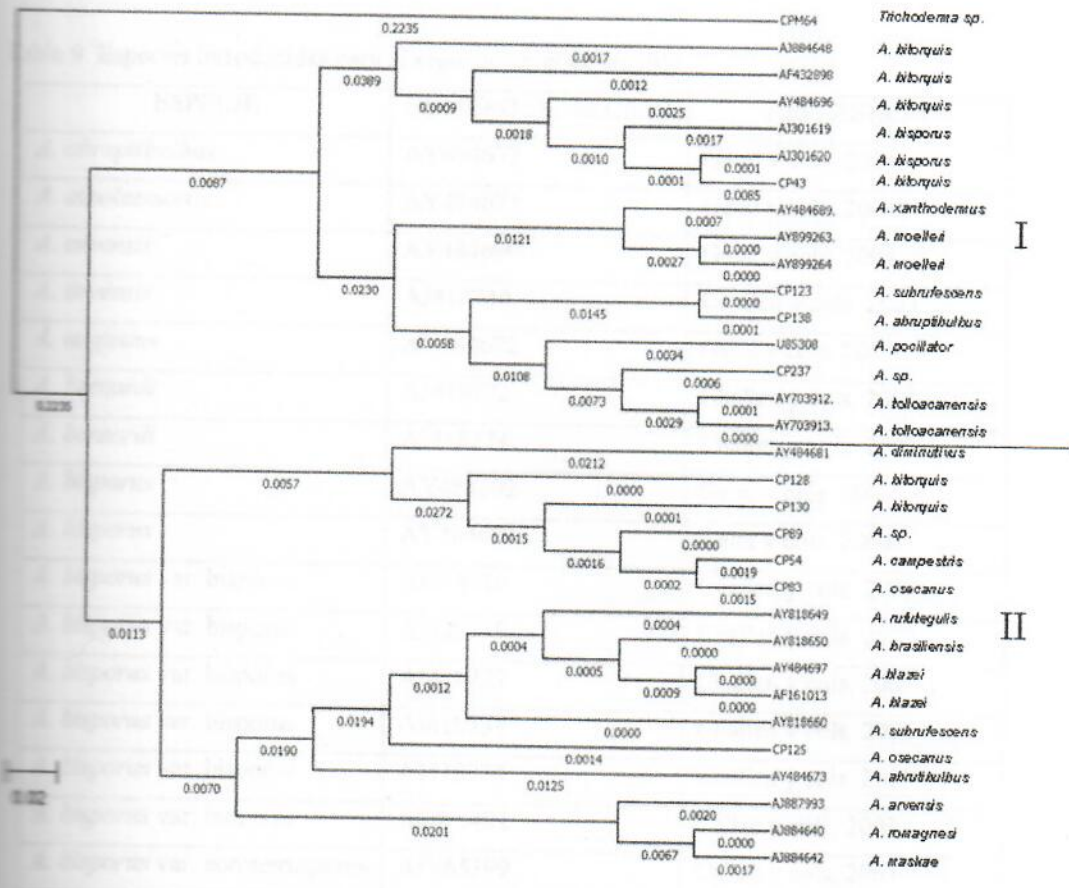 CPM64 Trichoderma sp.
0.2235
AJ884648 A. bitorquis
0.0017
0.0389
AF432898 A. bitorquis
0.0009
0.0012
AY484696 A. bitorquis
0.0018
0.0025
AJ301619 A. bisporus
0.0010
0.0017
AJ301620 A. bisporus
0.0001
0.0001
CP43 A. bitorquis
0.0085
0.0087
AY484689. A. xanthodermus
0.0007
0.0121
AY899263. A. moelleri
I
0.0027
0.0000
AY899264 A. moelleri
0.0000
0.0230
CP123 A. subrufescens
0.0145
0.0000
CP138 A. abruptibulbus
0.0001
0.0058
U85308 A. pocillator
0.0108
0.0034
CP237 A. sp.
0.0073
0.0006
AY703912. A. tolloacanensis
0.0029
0.0001
AY703913. A. tolloacanensis
0.0000
0.2235
AY484681 A. diminutivus
0.0212
0.0057
CP128 A. bitorquis
0.0272
0.0000
CP130 A. bitorquis
0.0015
0.0001
CP89 A. sp.
0.0016
0.0000
CP54 A. campestris
0.0002
0.0019
CP83 A. osecanus
0.0015
AY818649 A. rufotegulis
II
0.0113
0.0004
0.0004
AY818650 A. brasiliensis
0.0005
0.0000
AY484697 A.blazei
0.0012
0.0009
0.0000
AF161013 A. blazei
0.0000
0.0194
AY818660 A. subrufescens
0.0000
CP125 A. osecanus
0.0190
0.0014
AY484673 A. abrutibulbus
0.0070
0.0125
AJ887993 A. arvensis
0.02
0.0020
0.0201
AJ884640 A. romagnesi
0.0067
0.0000
AJ884642 A. maskae
0.0017